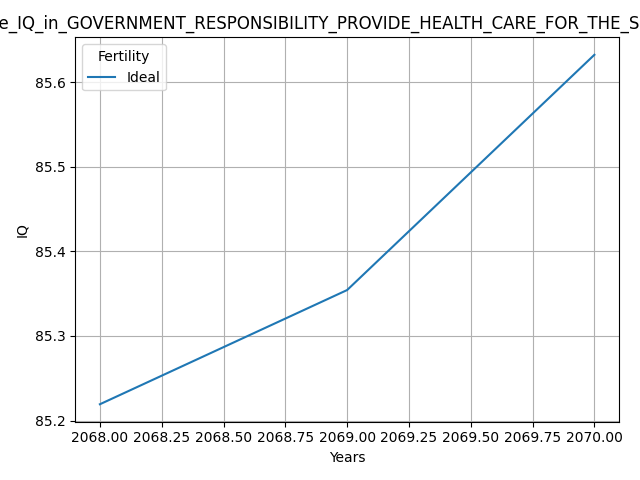 e_IQ_in_GOVERNMENT_RESPONSIBILITY_PROVIDE_HEALTH_CARE_FOR_THE_S
Fertility
Ideal
85.6
85.5
85.4
85.3
85.2
IQ
2068.00 2068.25 2068.50 2068.75 2069.00 2069.25 2069.50 2069.75 2070.00
Years